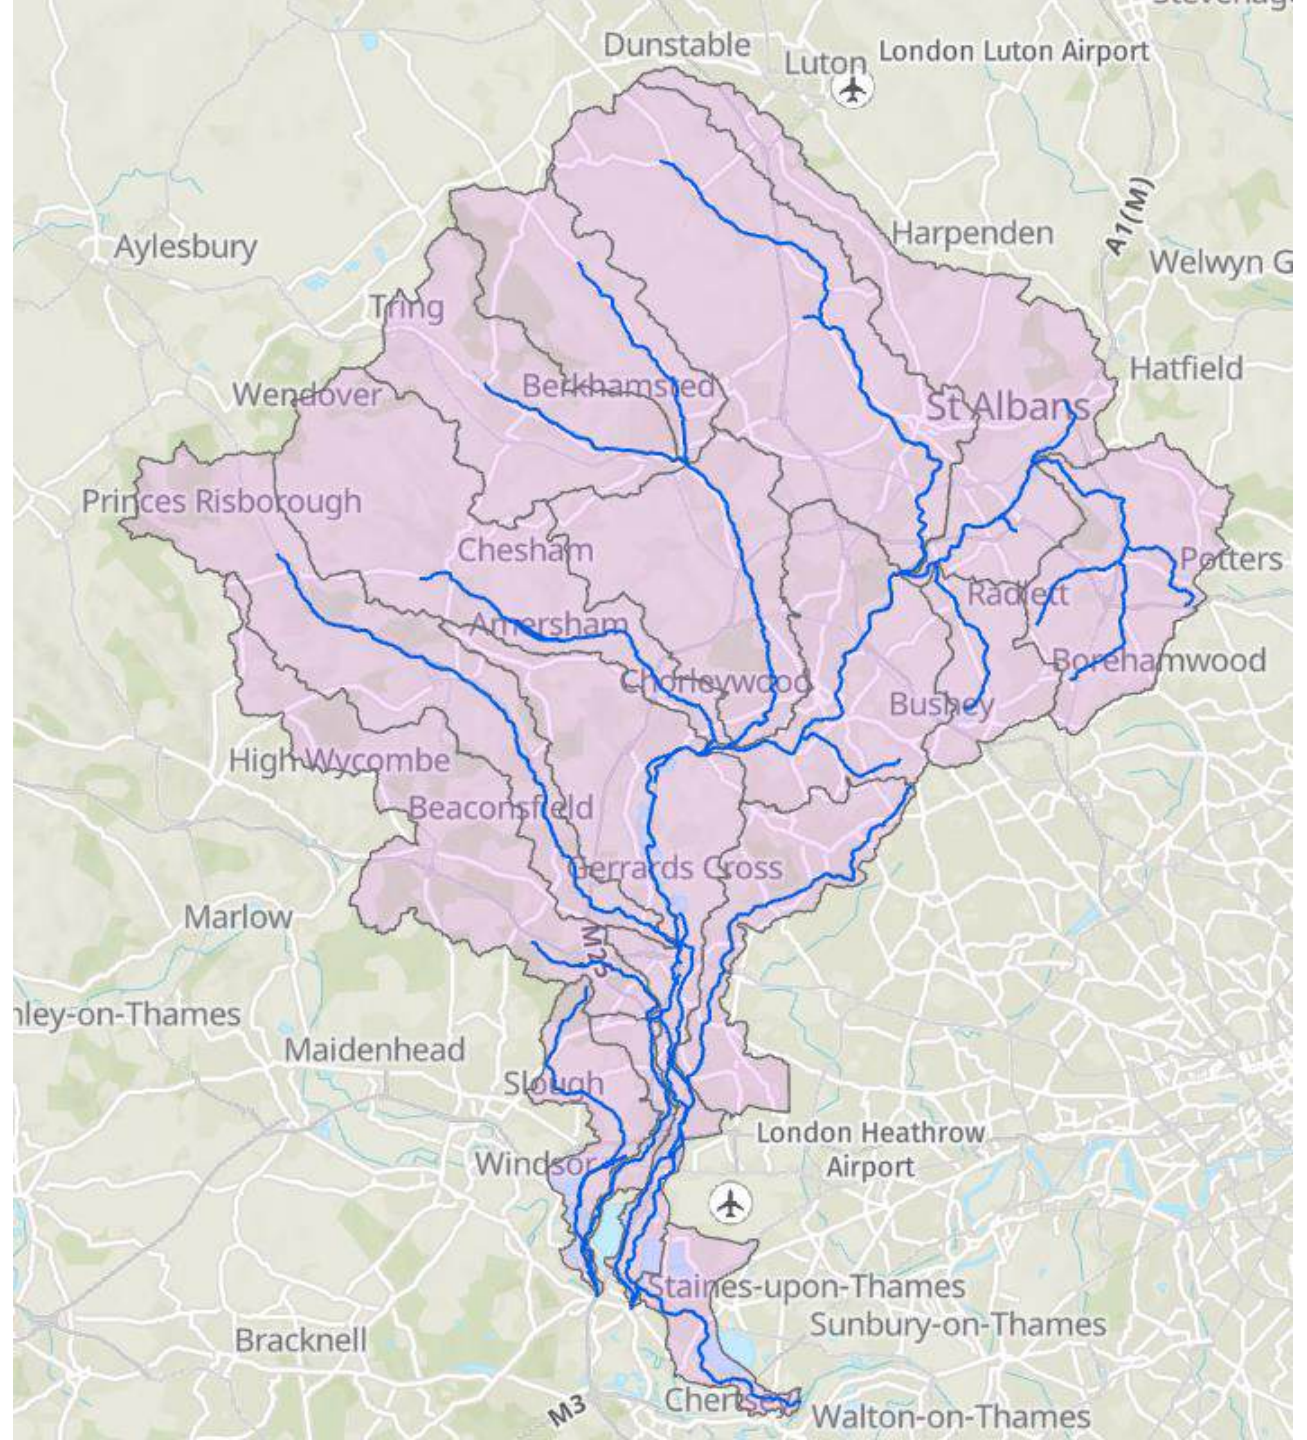 Dunstable
Luton
London Luton Airport
A1(M)
Harpenden
Aylesbury
Welwyn G
Tring
Hatfield
Wendover
Berkhamsted
St Albans
Princes Risborough
Chesham
Potters
Radlett
Amersham
Borehamwood
Chorleywood
Bushey
High Wycombe
Beaconsfield
Gerrards Cross
Marlow
M25
nley-on-Thames
Maidenhead
Slough
London Heathrow
Airport
Windsor
Staines-upon-Thames
Sunbury-on-Thames
Bracknell
Chertsey
M3
Walton-on-Thames